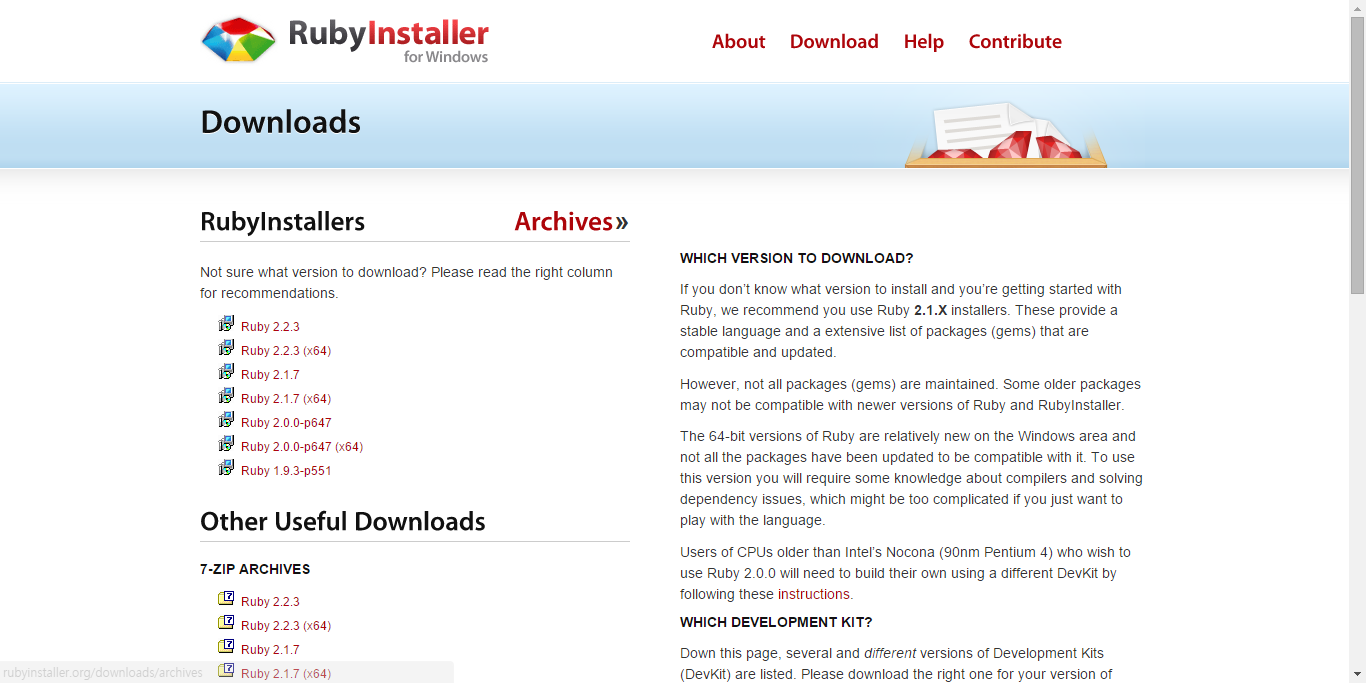 RubyInstaller
for Windows
About Download Help Contribute
Downloads
RubyInstallers
Archives»
Not sure what version to download? Please read the right column
for recommendations.
Ruby 2.2.3
Ruby 2.2.3 (x64)
Ruby 2.1.7
Ruby 2.1.7 (x64)
Ruby 2.0.0-p647
Ruby 2.0.0-p647 (x64)
Ruby 1.9.3-p551
Other Useful Downloads
7-ZIP ARCHIVES
Ruby 2.2.3
Ruby 2.2.3 (x64)
Ruby 2.1.7
Ruby 2.1.7 (x64)
WHICH VERSION TO DOWNLOAD?
If you don’t know what version to install and you’re getting started with
Ruby, we recommend you use Ruby 2.1.X installers. These provide a
stable language and a extensive list of packages (gems) that are
compatible and updated.
However, not all packages (gems) are maintained. Some older packages
may not be compatible with newer versions of Ruby and RubyInstaller.
The 64-bit versions of Ruby are relatively new on the Windows area and
not all the packages have been updated to be compatible with it. To use
this version you will require some knowledge about compilers and solving
dependency issues, which might be too complicated if you just want to
play with the language.
Users of CPUs older than Intel’s Nocona (90nm Pentium 4) who wish to
use Ruby 2.0.0 will need to build their own using a different DevKit by
following these instructions.
WHICH DEVELOPMENT KIT?
Down this page, several and different versions of Development Kits
(DevKit) are listed. Please download the right one for your version of
rubyinstaller.org/downloads/archives